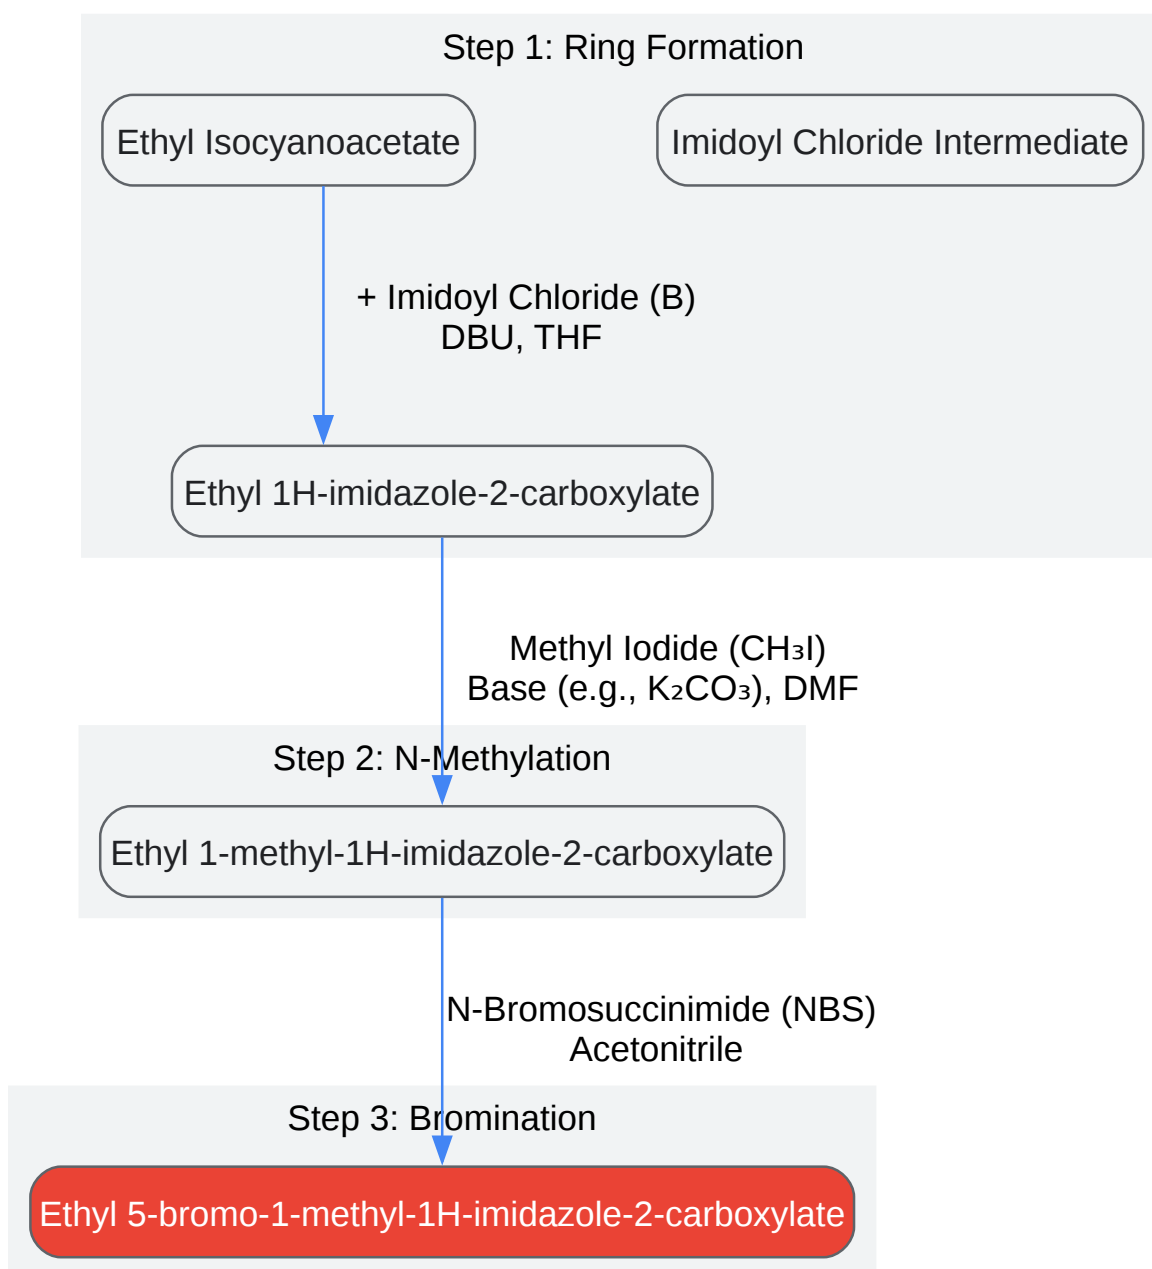 Step 1: Ring Formation
Ethyl Isocyanoacetate
Imidoyl Chloride Intermediate
+ Imidoyl Chloride (B)
DBU, THF
Ethyl 1H-imidazole-2-carboxylate
Methyl Iodide (CH₃I)
Base (e.g., K₂CO₃), DMF
Step 2: N-Methylation
Ethyl 1-methyl-1H-imidazole-2-carboxylate
N-Bromosuccinimide (NBS)
Acetonitrile
Step 3: Bromination
Ethyl 5-bromo-1-methyl-1H-imidazole-2-carboxylate